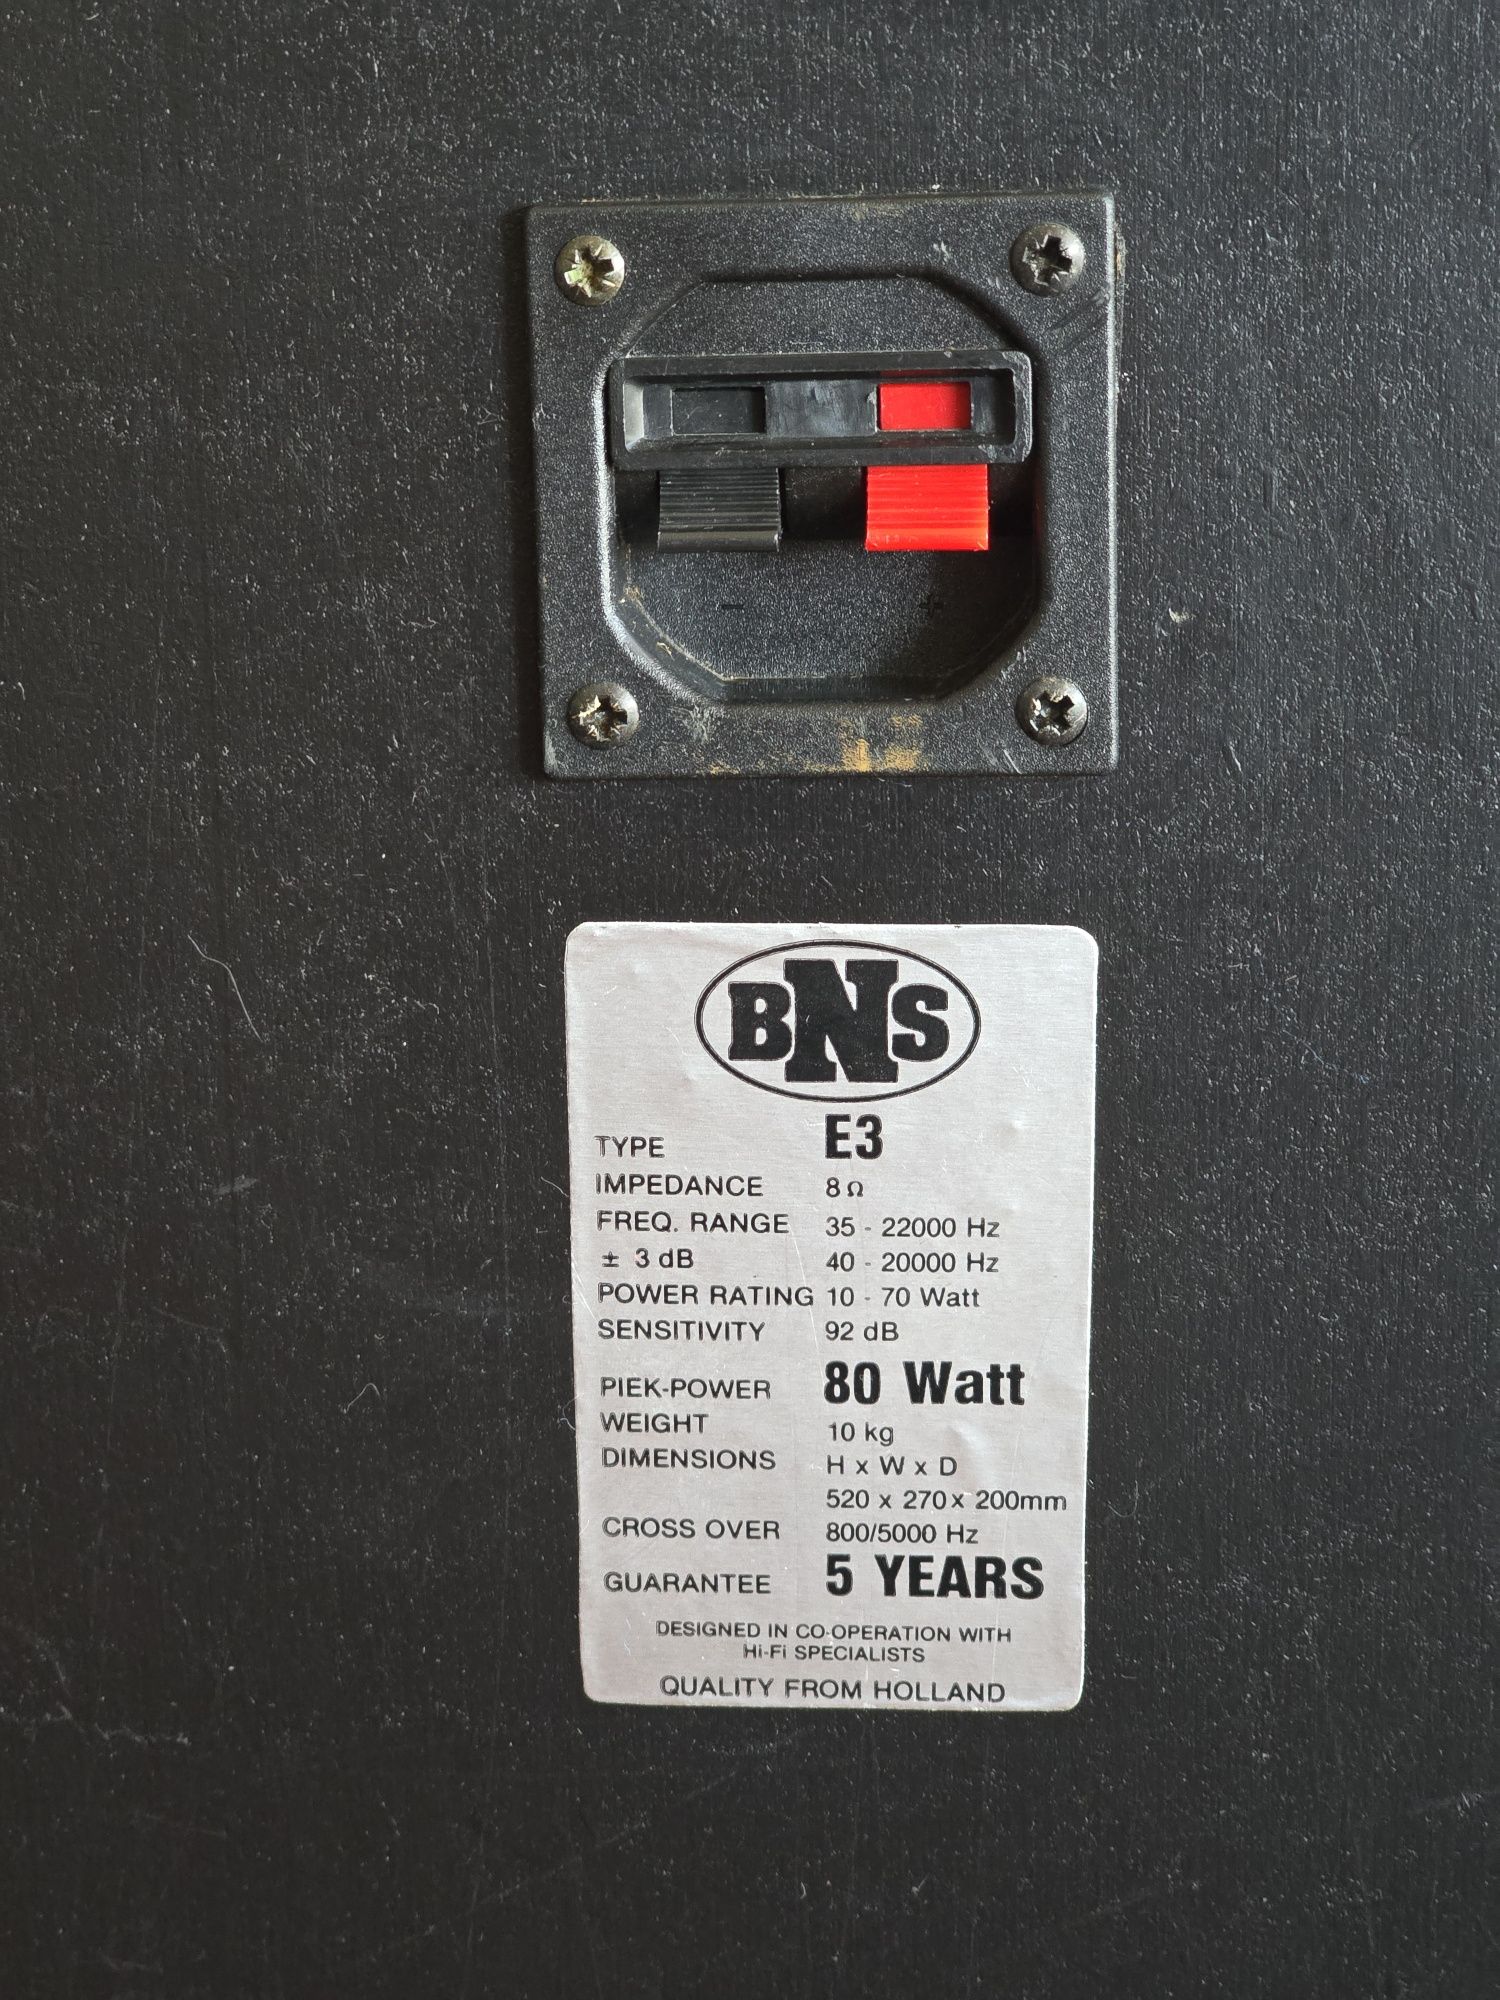 - +
BNS
TYPE E3
IMPEDANCE 8 Ω
FREQ. RANGE 35 - 22000 Hz
± 3 dB 40 - 20000 Hz
POWER RATING 10 - 70 Watt
SENSITIVITY 92 dB
PIEK-POWER 80 Watt
WEIGHT 10 kg
DIMENSIONS H x W x D
520 x 270 x 200mm
CROSS OVER 800/5000 Hz
GUARANTEE 5 YEARS
DESIGNED IN CO-OPERATION WITH
Hi-Fi SPECIALISTS
QUALITY FROM HOLLAND